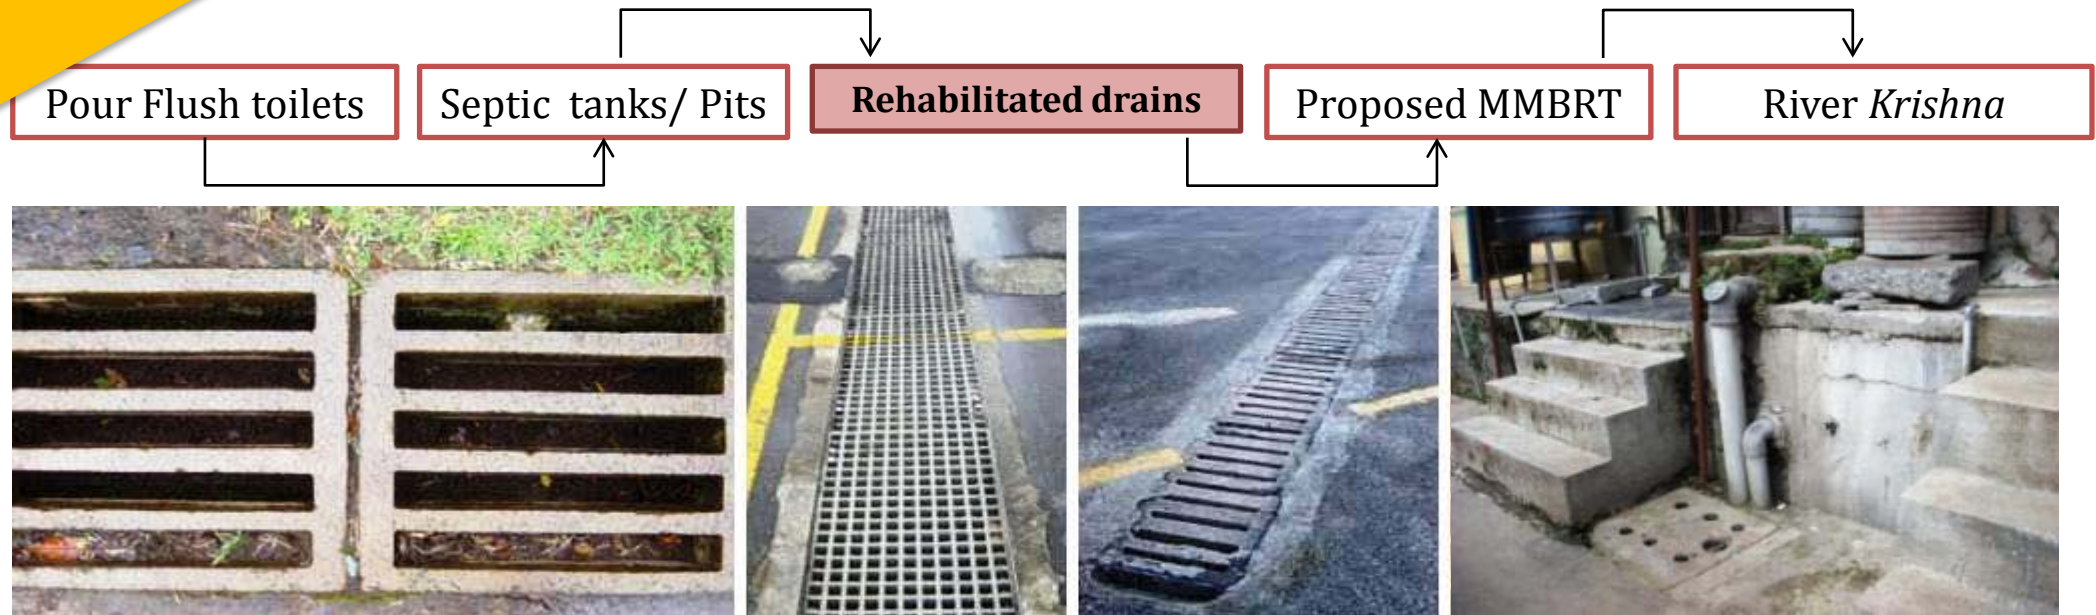 Pour Flush toilets
Septic tanks/ Pits
Rehabilitated drains
Proposed MMBRT
River Krishna